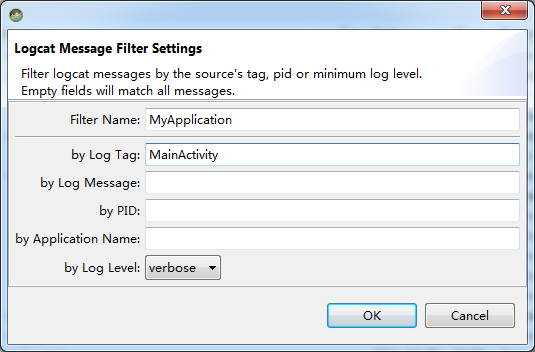 Logcat Message Filter Settings
Filter logcat messages by the source's tag, pid or minimum log level.
Empty fields will match all messages.
Filter Name: MyApplication
by Log Tag: MainActivity
by Log Message:
by PID:
by Application Name:
by Log Level: verbose
OK Cancel